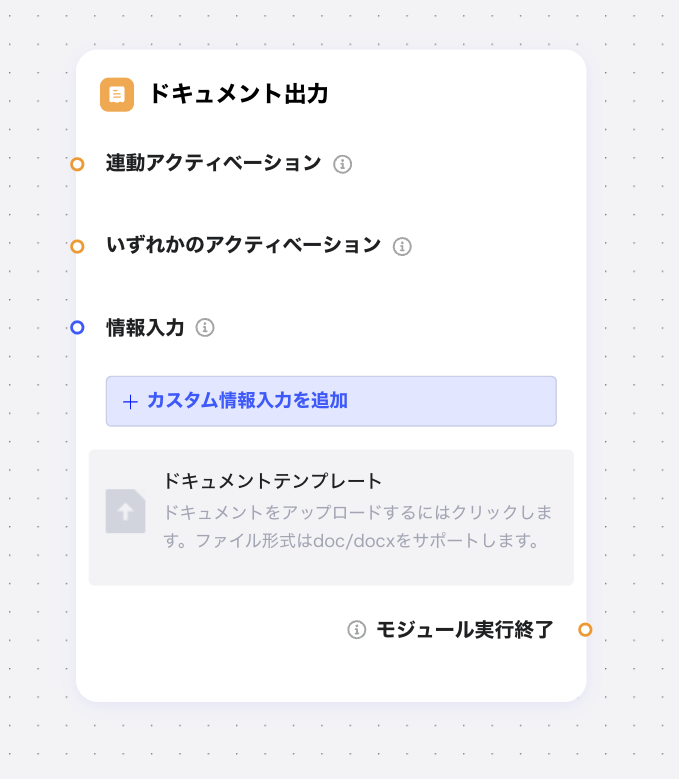 ドキュメント出力
連動アクティベーション
いずれかのアクティベーション
情報入力
+ カスタム情報入力を追加
ドキュメントテンプレート
ドキュメントをアップロードするにはクリックしま
す。ファイル形式はdoc/docxをサポートします。
モジュール実行終了